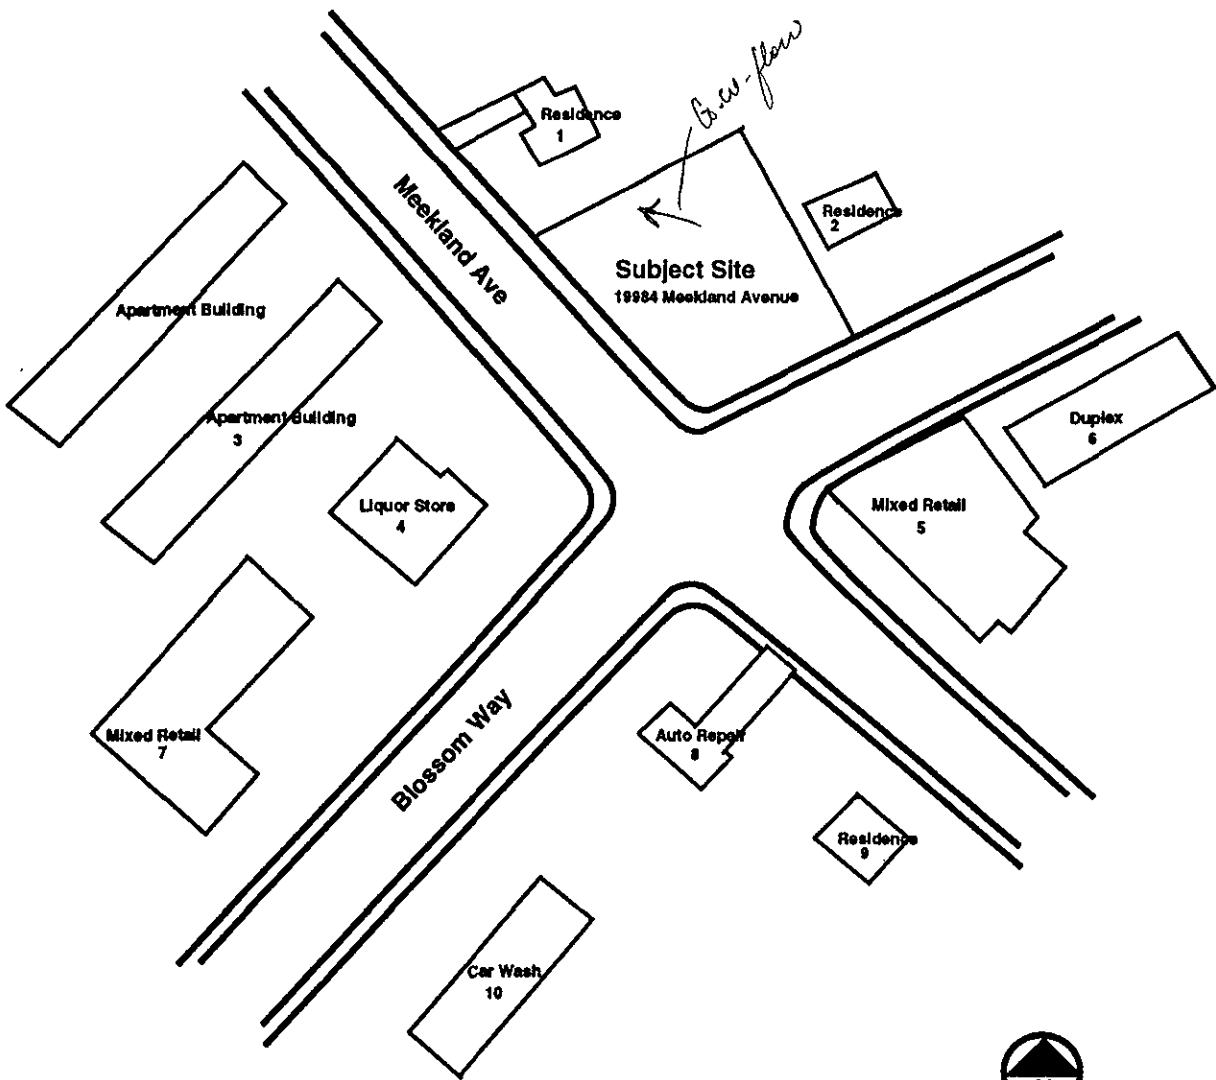 G.W. flow
Residence
1
Meekland Ave
Residence
2
Subject Site
19984 Meekland Avenue
Apartment Building
Apartment Building
3
Duplex
6
Liquor Store
4
Mixed Retail
5
Mixed Retail
7
Blossom Way
Auto Repair
8
Residence
9
Car Wash
10